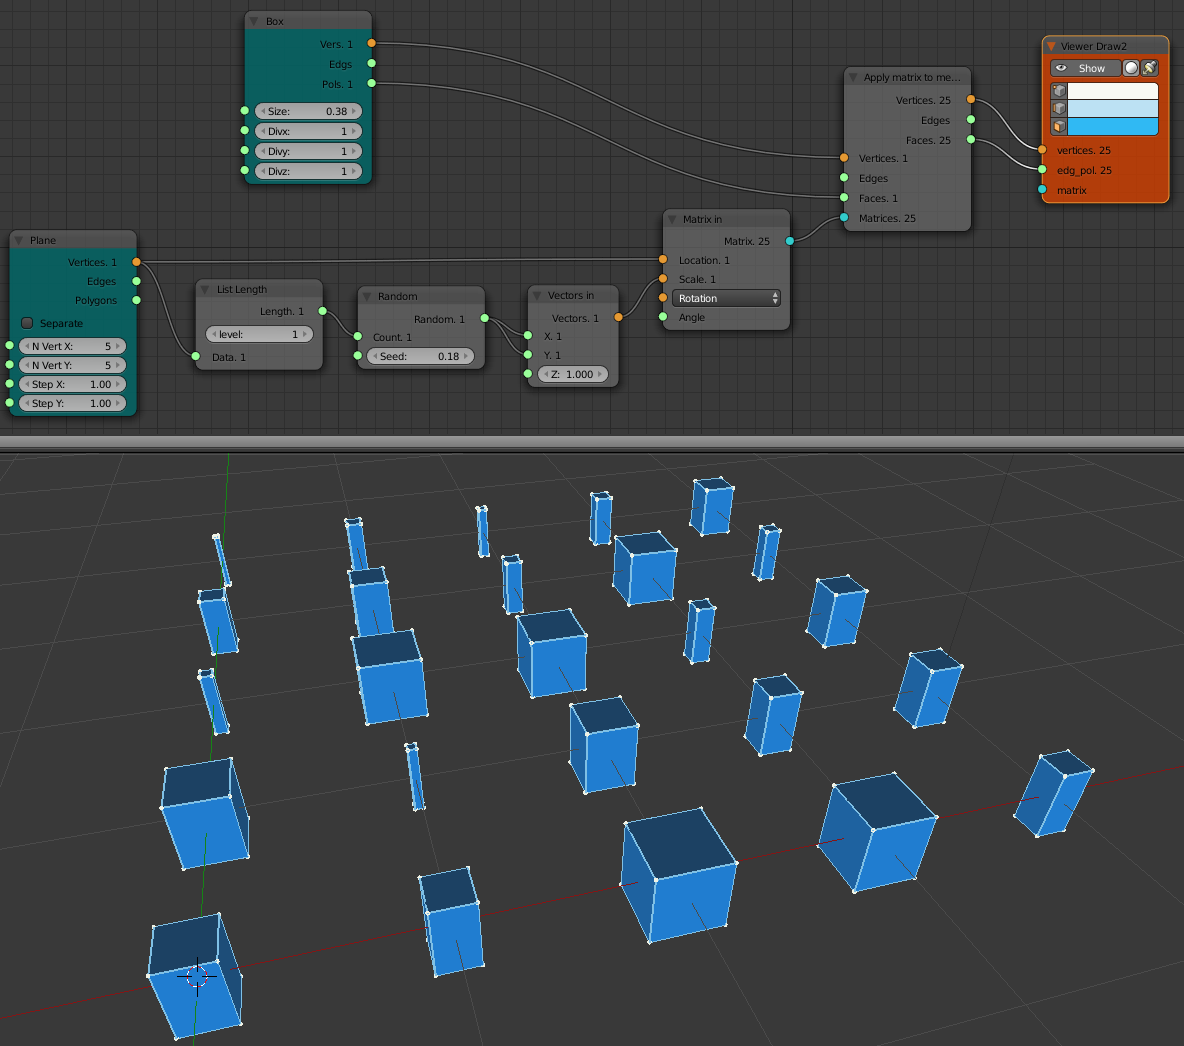 Box
Vers. 1
Edgs
Pols. 1
Size: 0.38
Divx: 1
Divy: 1
Divz: 1
Plane
Vertices. 1
Edges
Polygons
Separate
N Vert X: 5
N Vert Y: 5
Step X: 1.00
Step Y: 1.00
List Length
Length. 1
level: 1
Data. 1
Random
Random. 1
Count. 1
Seed: 0.18
Vectors in
Vectors. 1
X. 1
Y. 1
Z: 1.000
Matrix in
Matrix. 25
Location. 1
Scale. 1
Rotation
Angle
Apply matrix to me...
Vertices. 25
Edges
Faces. 25
Vertices. 1
Edges
Faces. 1
Matrices. 25
Viewer Draw2
Show
vertices. 25
edg_pol. 25
matrix